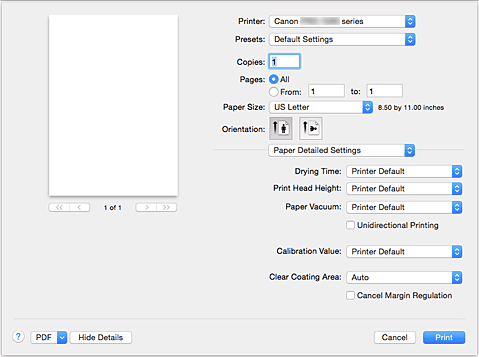 Printer: Canon series
Presets: Default Settings
Copies: 1
Pages: All
From: 1 to: 1
Paper Size: US Letter 8.50 by 11.00 inches
Orientation:
Paper Detailed Settings
Drying Time: Printer Default
Print Head Height: Printer Default
Paper Vacuum: Printer Default
Unidirectional Printing
1 of 1
Calibration Value: Printer Default
Clear Coating Area: Auto
Cancel Margin Regulation
? PDF Hide Details Cancel Print